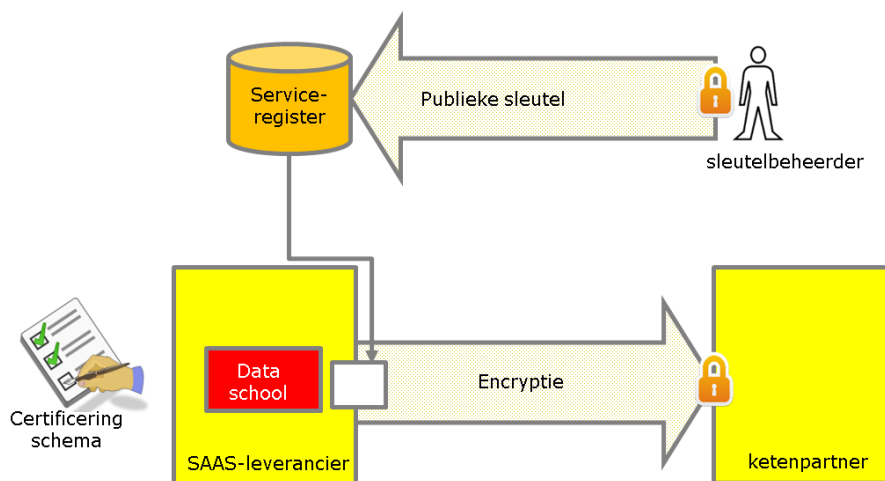 Service-
register
Publieke sleutel
sleutelbeheerder
Data
school
Encryptie
Certificering
schema
SAAS-leverancier
ketenpartner